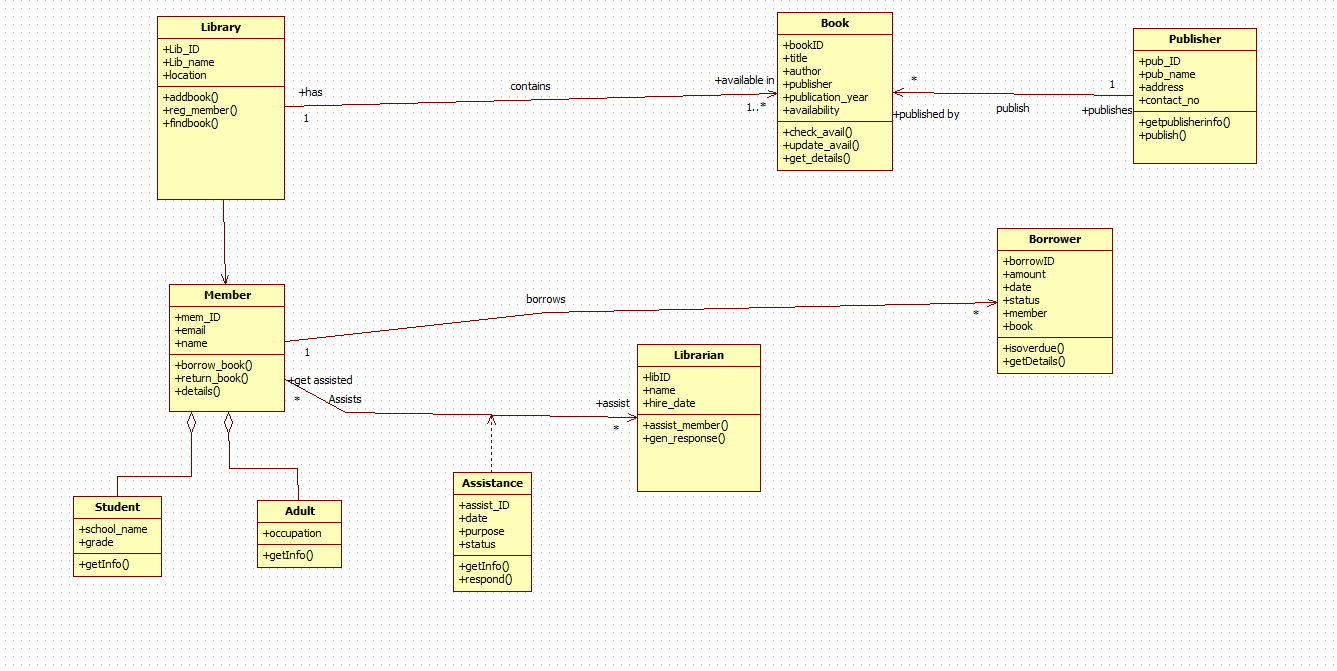 Library
+Lib_ID
+Lib_name
+location
+addbook()
+reg_member()
+findbook()
+has
1
contains
+available in
1..*
Book
+bookID
+title
+author
+publisher
+publication_year
+availability
+check_avail()
+update_avail()
+get_details()
*
+published by
publish
1
+publishes
Publisher
+pub_ID
+pub_name
+address
+contact_no
+getpublisherinfo()
+publish()
Member
+mem_ID
+email
+name
+borrow_book()
+return_book()
+details()
1
borrows
*
Borrower
+borrowID
+amount
+date
+status
+member
+book
+isoverdue()
+getDetails()
+get assisted
*
Assists
+assist
*
Librarian
+libID
+name
+hire_date
+assist_member()
+gen_response()
Student
+school_name
+grade
+getInfo()
Adult
+occupation
+getInfo()
Assistance
+assist_ID
+date
+purpose
+status
+getInfo()
+respond()